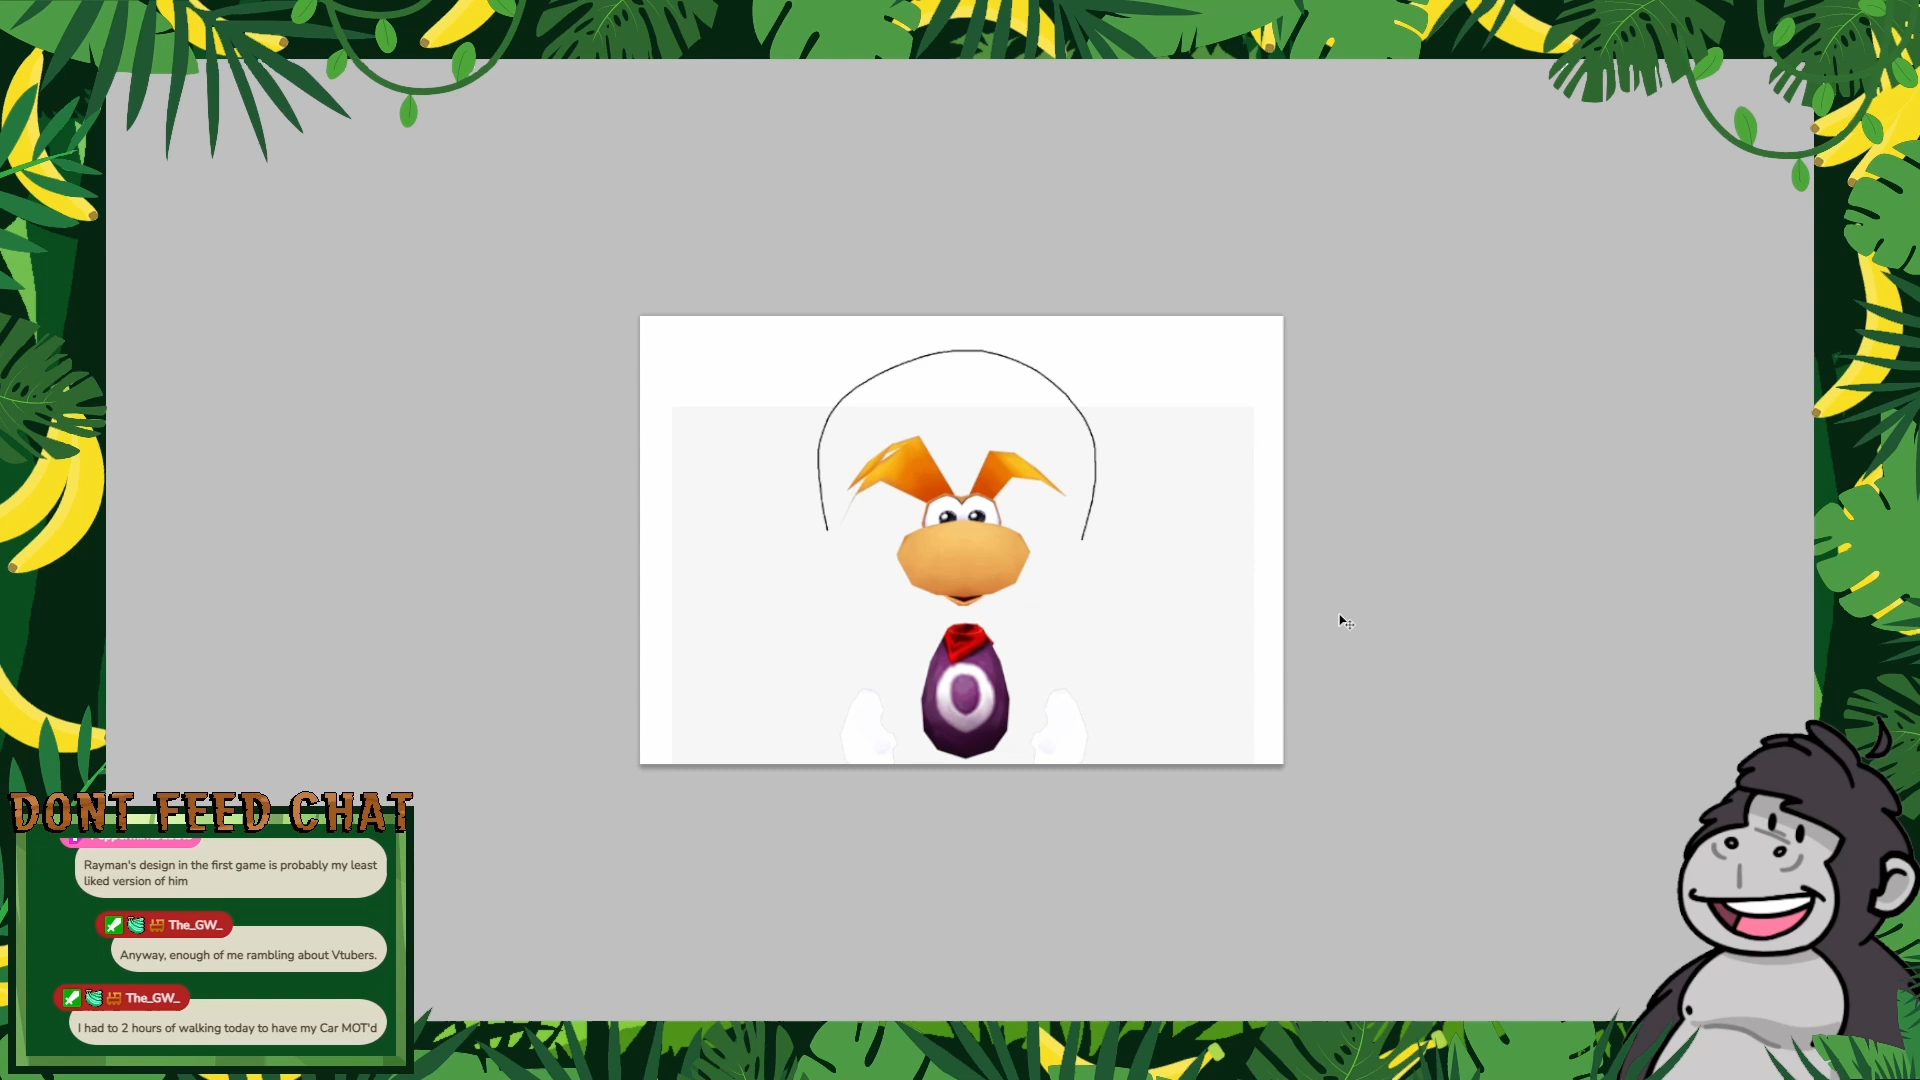 DONT FEED CHAT
Rayman's design in the first game is probably my least
liked version of him
The_GW_
Anyway, enough of me rambling about Vtubers.
The_GW_
I had to 2 hours of walking today to have my Car MOT'd